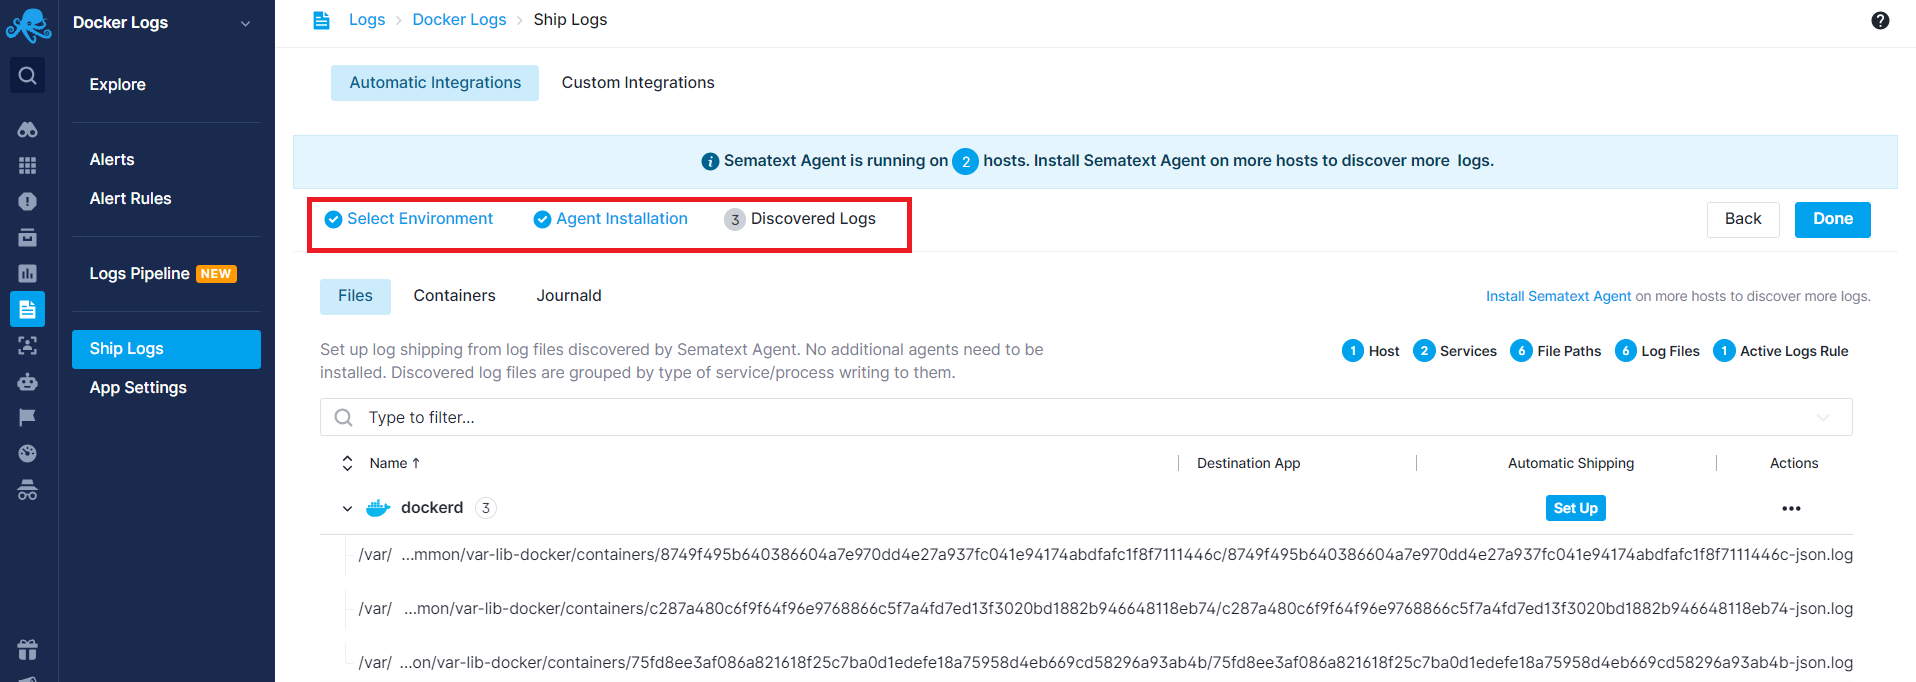 Docker Logs
Explore
Alerts
Alert Rules
Logs Pipeline NEW
Ship Logs
App Settings
Logs > Docker Logs > Ship Logs
Automatic Integrations Custom Integrations
Sematext Agent is running on 2 hosts. Install Sematext Agent on more hosts to discover more logs.
Select Environment Agent Installation 3 Discovered Logs Back Done
Files Containers Journald
Install Sematext Agent on more hosts to discover more logs.
Set up log shipping from log files discovered by Sematext Agent. No additional agents need to be
installed. Discovered log files are grouped by type of service/process writing to them.
1 Host 2 Services 6 File Paths 6 Log Files 1 Active Logs Rule
Type to filter...
Name ↑ Destination App Automatic Shipping Actions
dockerd 3 Set Up •••
/var/ ...mmon/var-lib-docker/containers/8749f495b640386604a7e970dd4e27a937fc041e94174abdfafc1f8f7111446c/8749f495b640386604a7e970dd4e27a937fc041e94174abdfafc1f8f7111446c-json.log
/var/ ...mon/var-lib-docker/containers/c287a480c6f9f64f96e9768866c5f7a4fd7ed13f3020bd1882b946648118eb74/c287a480c6f9f64f96e9768866c5f7a4fd7ed13f3020bd1882b946648118eb74-json.log
/var/ ...on/var-lib-docker/containers/75fd8ee3af086a821618f25c7ba0d1edefe18a75958d4eb669cd58296a93ab4b/75fd8ee3af086a821618f25c7ba0d1edefe18a75958d4eb669cd58296a93ab4b-json.log